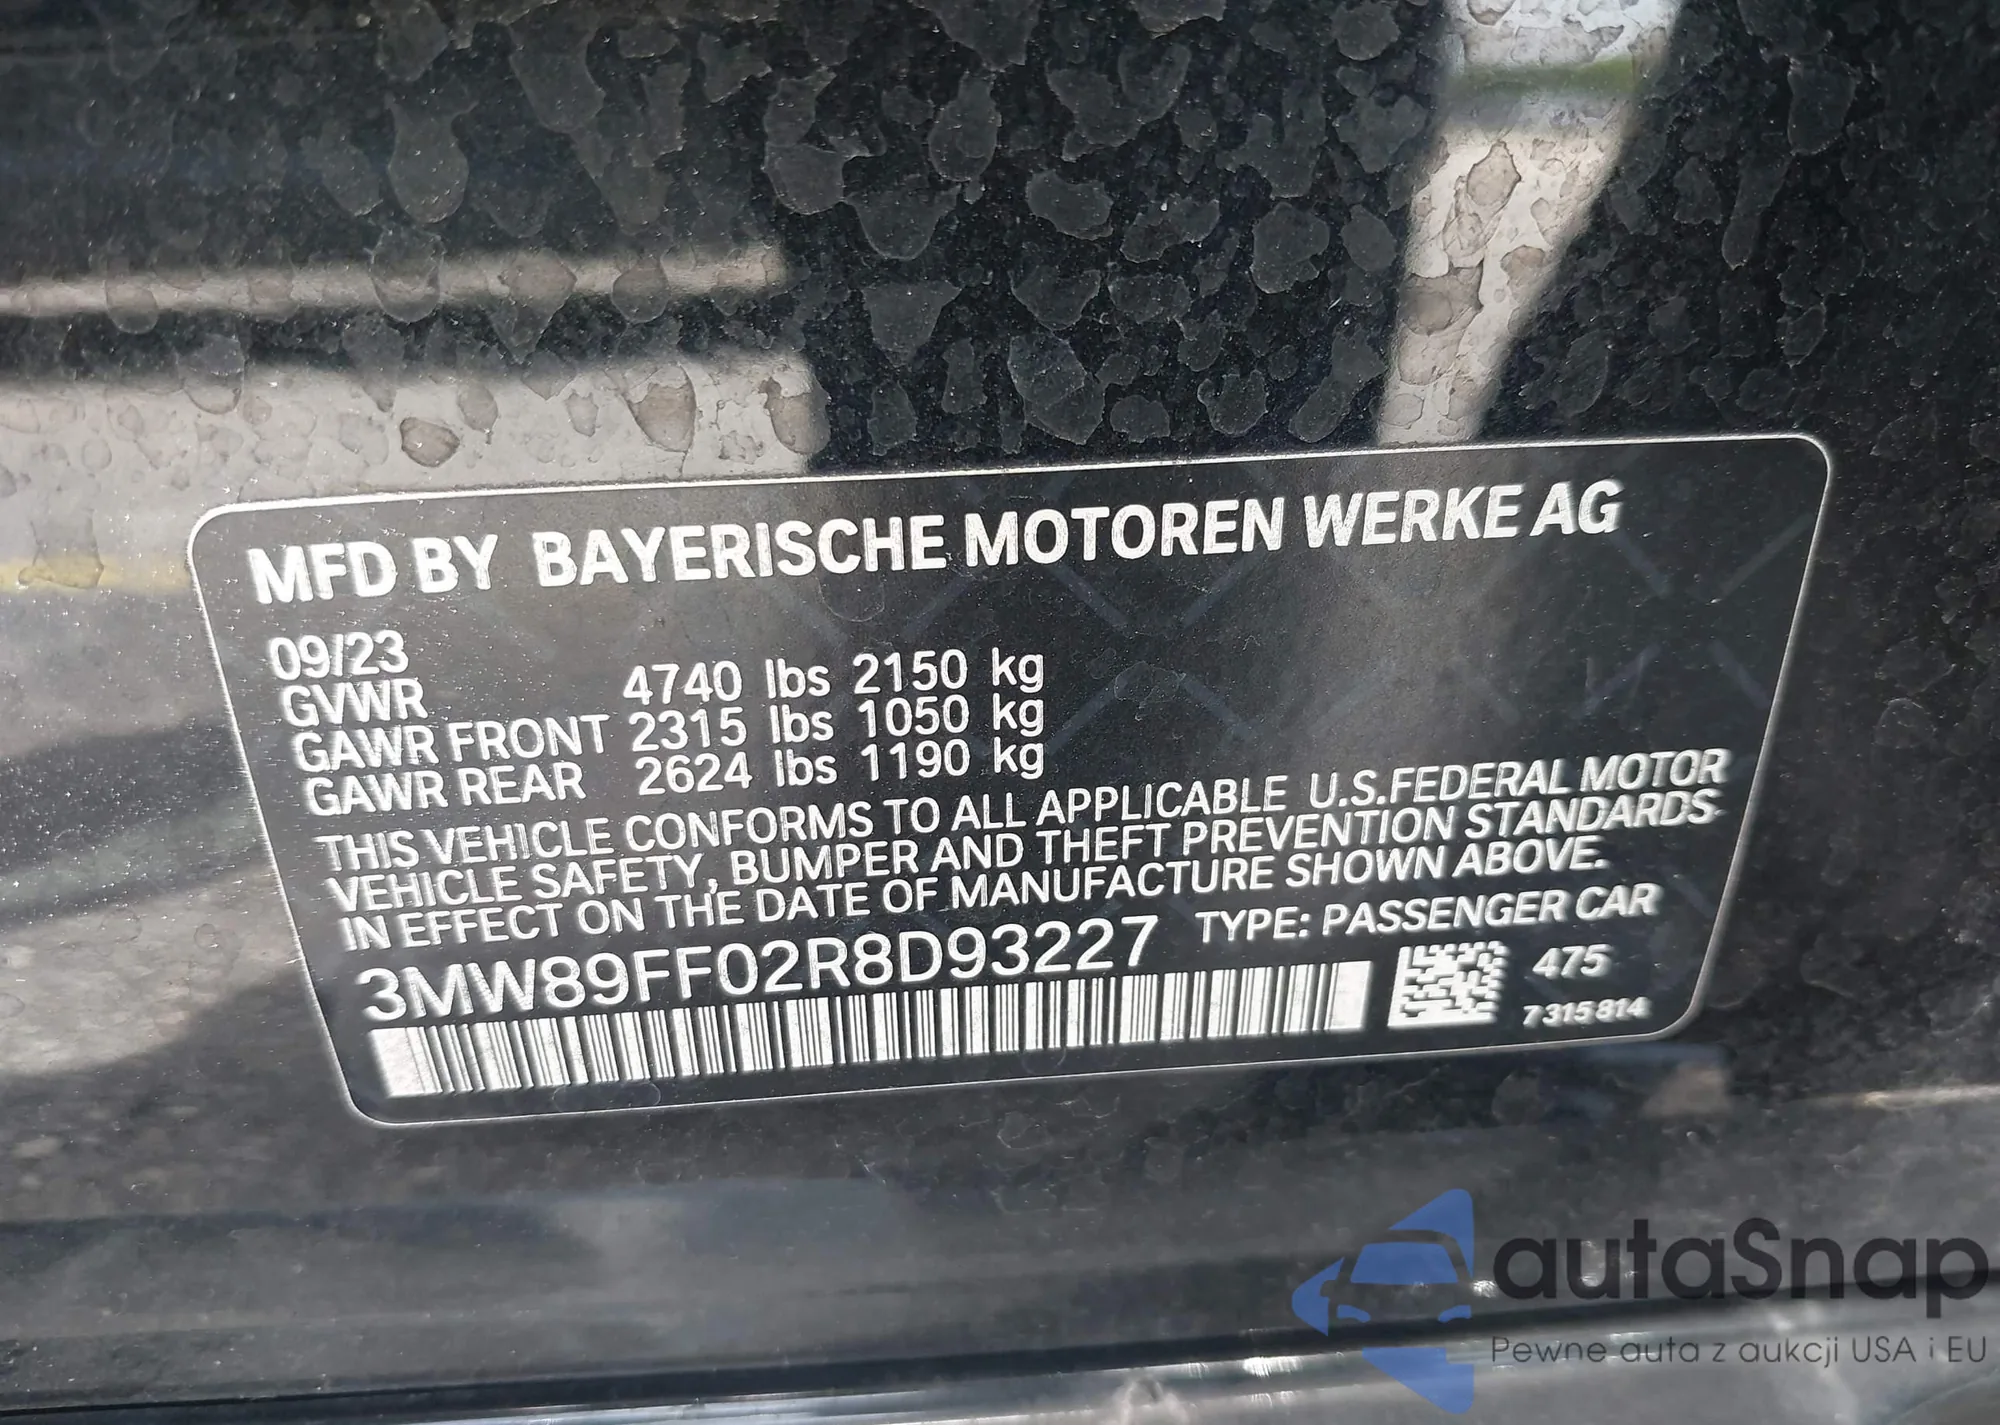 MFD BY BAYERISCHE MOTOREN WERKE AG
09/23
GVWR 4740 lbs 2150 kg
GAWR FRONT 2315 lbs 1050 kg
GAWR REAR 2624 lbs 1190 kg
THIS VEHICLE CONFORMS TO ALL APPLICABLE U.S.FEDERAL MOTOR
VEHICLE SAFETY, BUMPER AND THEFT PREVENTION STANDARDS
IN EFFECT ON THE DATE OF MANUFACTURE SHOWN ABOVE.
3MW89FF02R8D93227 TYPE: PASSENGER CAR
475
7315814
autaSnap
Pewne auta z aukcji USA i EU